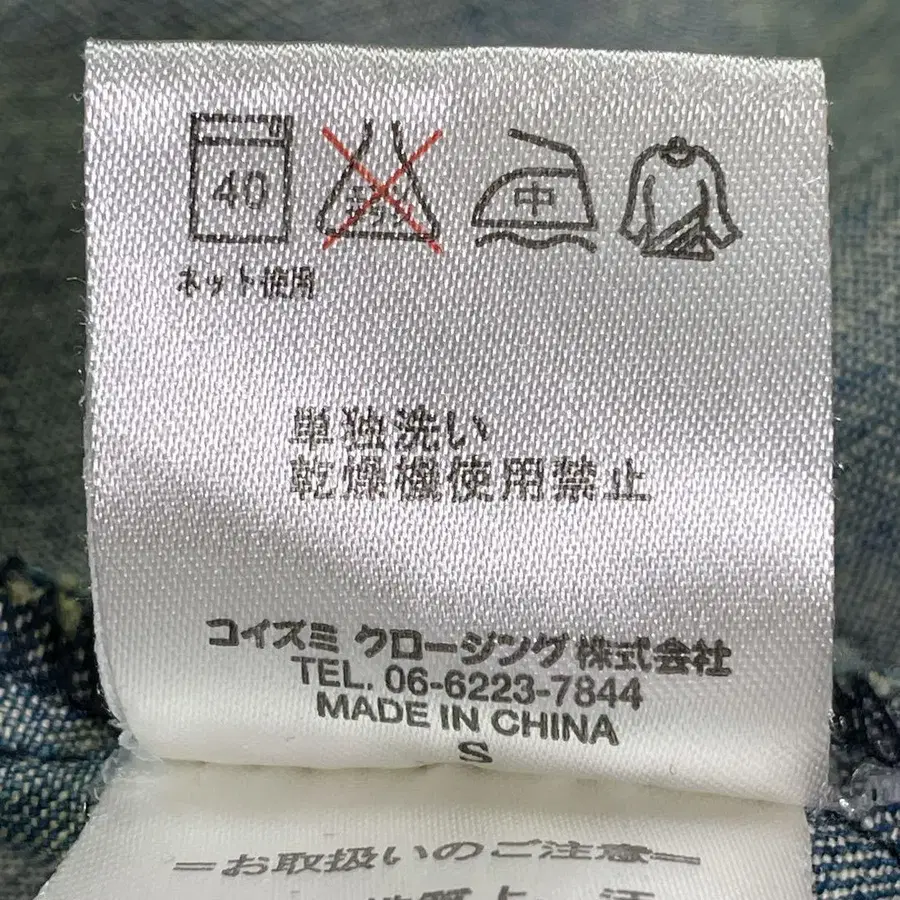 40
中
ネット使用
単独洗い
乾燥機使用禁止
コイズミ クロージング株式会社
TEL. 06-6223-7844
MADE IN CHINA
S
=お取扱いのご注意=